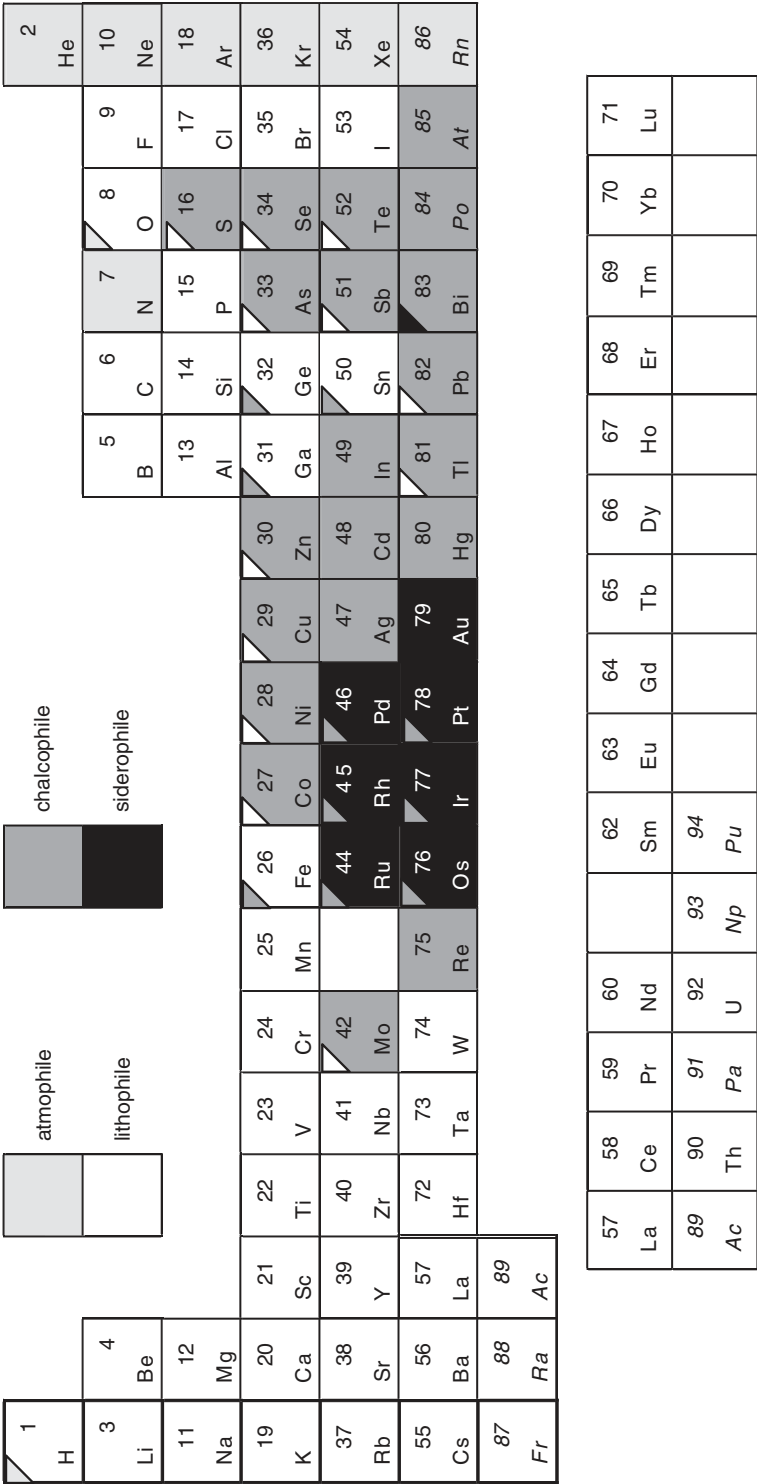 1 atmophile chalcophile 2
H He
lithophile siderophile
3 4 5 6 7 8 9 10
Li Be B C N O F Ne
11 12 13 14 15 16 17 18
Na Mg Al Si P S Cl Ar
19 20 21 22 23 24 25 26 27 28 29 30 31 32 33 34 35 36
K Ca Sc Ti V Cr Mn Fe Co Ni Cu Zn Ga Ge As Se Br Kr
37 38 39 40 41 42 44 4 5 46 47 48 49 50 51 52 53 54
Rb Sr Y Zr Nb Mo Ru Rh Pd Ag Cd In Sn Sb Te I Xe
55 56 57 72 73 74 75 76 77 78 79 80 81 82 83 84 85 86
Cs Ba La Hf Ta W Re Os Ir Pt Au Hg Tl Pb Bi Po At Rn
87 88 89
Fr Ra Ac
57 58 59 60 62 63 64 65 66 67 68 69 70 71
La Ce Pr Nd Sm Eu Gd Tb Dy Ho Er Tm Yb Lu
89 90 91 92 93 94
Ac Th Pa U Np Pu